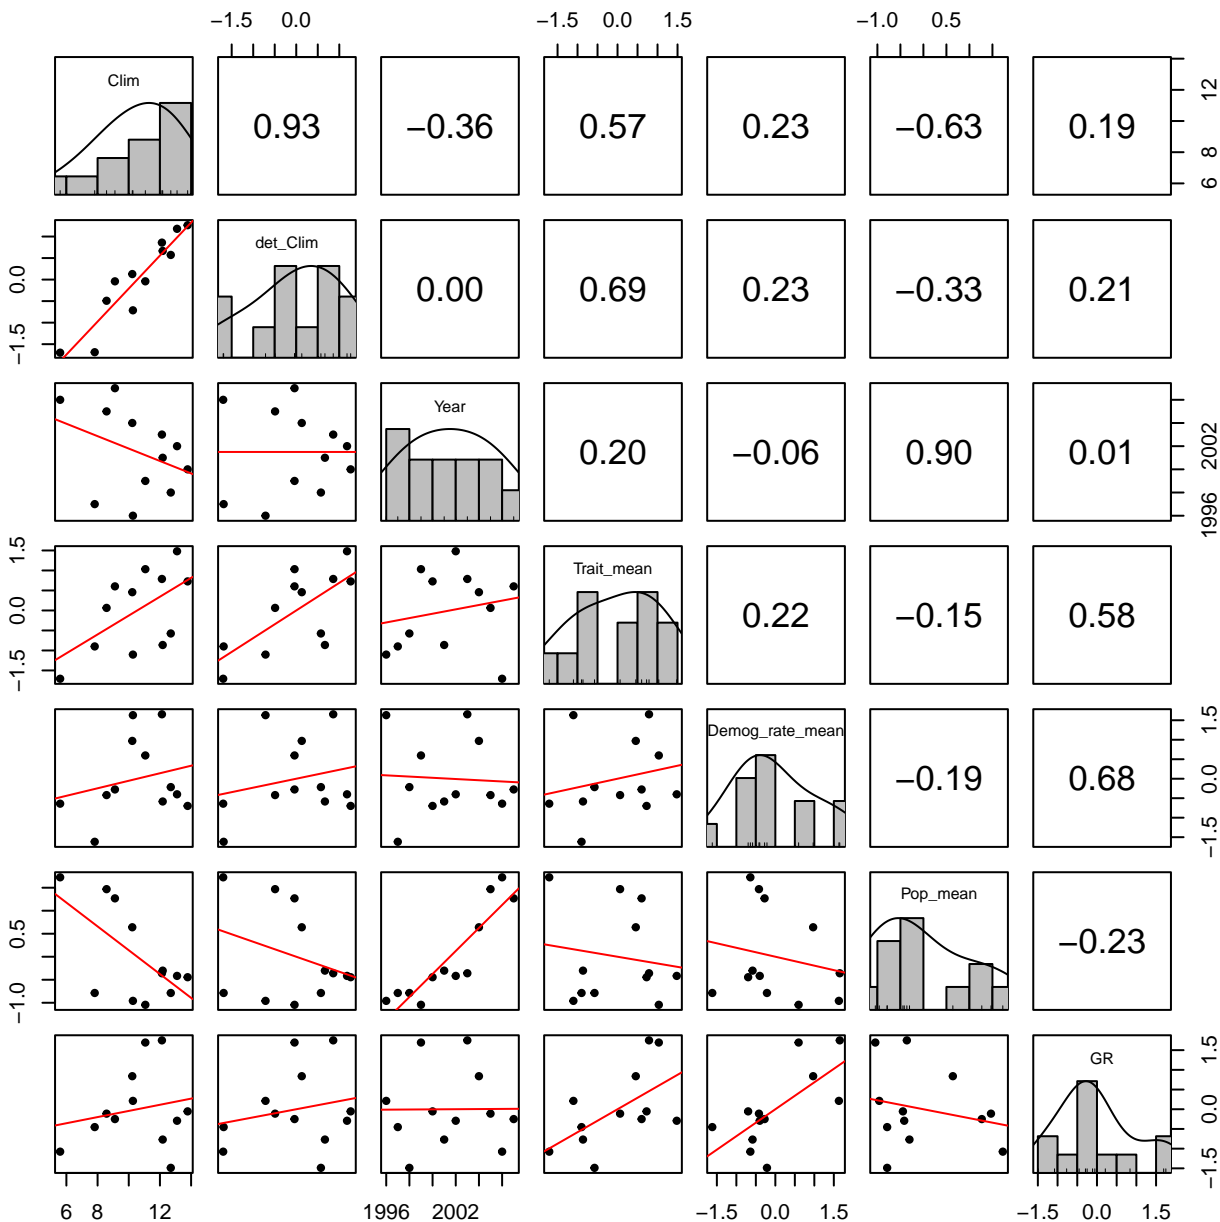 −1.5 0.0 −1.5 0.0 1.5 −1.0 0.5
Clim 0.93 −0.36 0.57 0.23 −0.63 0.19 6 8 12
det_Clim 0.00 0.69 0.23 −0.33 0.21
−1.5 0.0
Year 0.20 −0.06 0.90 0.01 1996 2002
Trait_mean 0.22 −0.15 0.58
−1.5 0.0 1.5
Demog_rate_mean −0.19 0.68 −1.5 0.0 1.5
Pop_mean −0.23
−1.0 0.5
GR −1.5 0.0 1.5
6 8 12 1996 2002 −1.5 0.0 1.5 −1.5 0.0 1.5